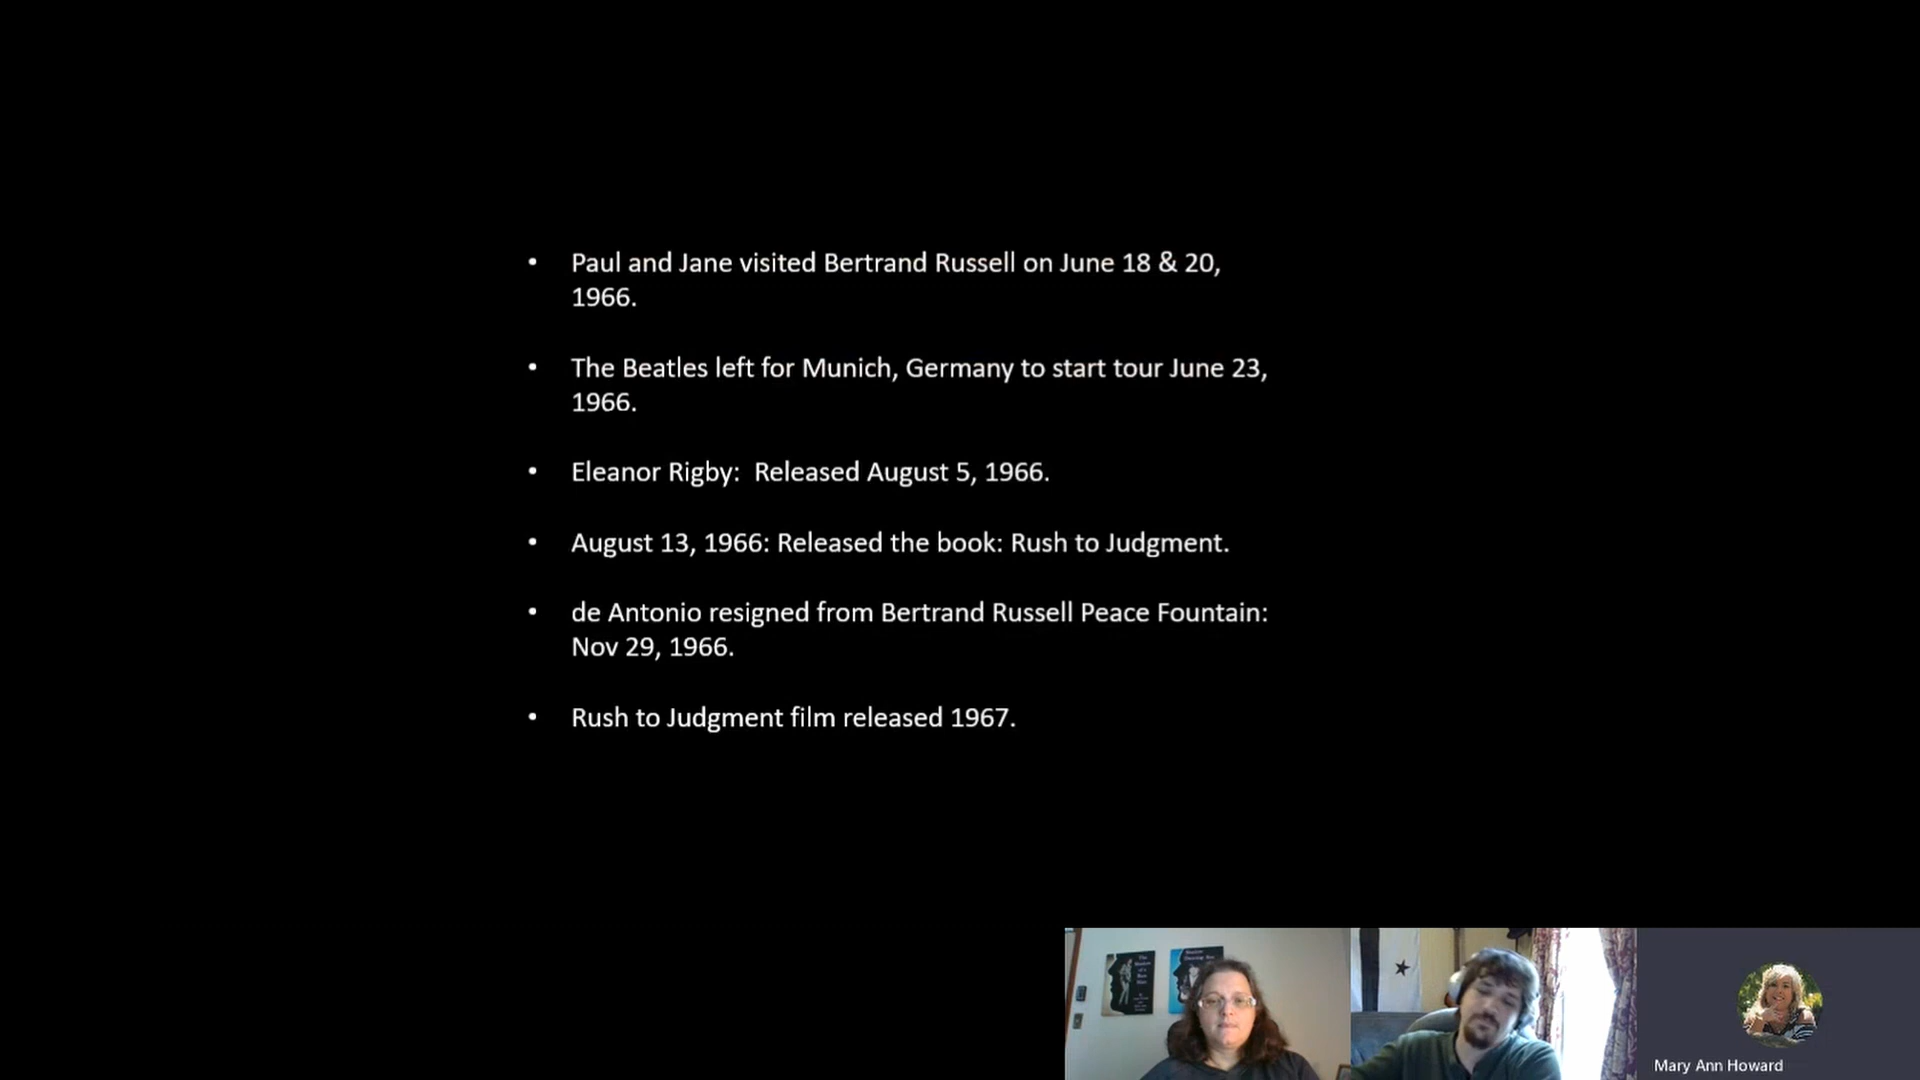 • Paul and Jane visited Bertrand Russell on June 18 & 20,
1966.
• The Beatles left for Munich, Germany to start tour June 23,
1966.
• Eleanor Rigby:  Released August 5, 1966.
• August 13, 1966: Released the book: Rush to Judgment.
• de Antonio resigned from Bertrand Russell Peace Fountain:
Nov 29, 1966.
• Rush to Judgment film released 1967.
Mary Ann Howard